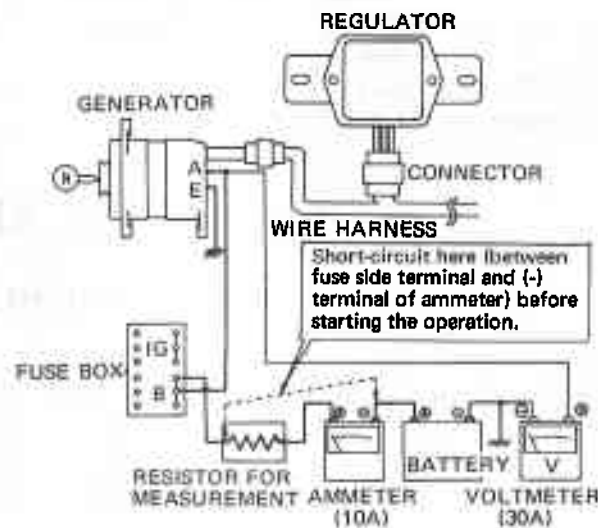 REGULATOR
GENERATOR
A
E
CONNECTOR
WIRE HARNESS
Short-circuit here (between
fuse side terminal and (-)
terminal of ammeter) before
starting the operation.
FUSE BOX
IG
B
RESISTOR FOR
MEASUREMENT
AMMETER
(10A)
BATTERY
V
VOLTMETER
(30A)